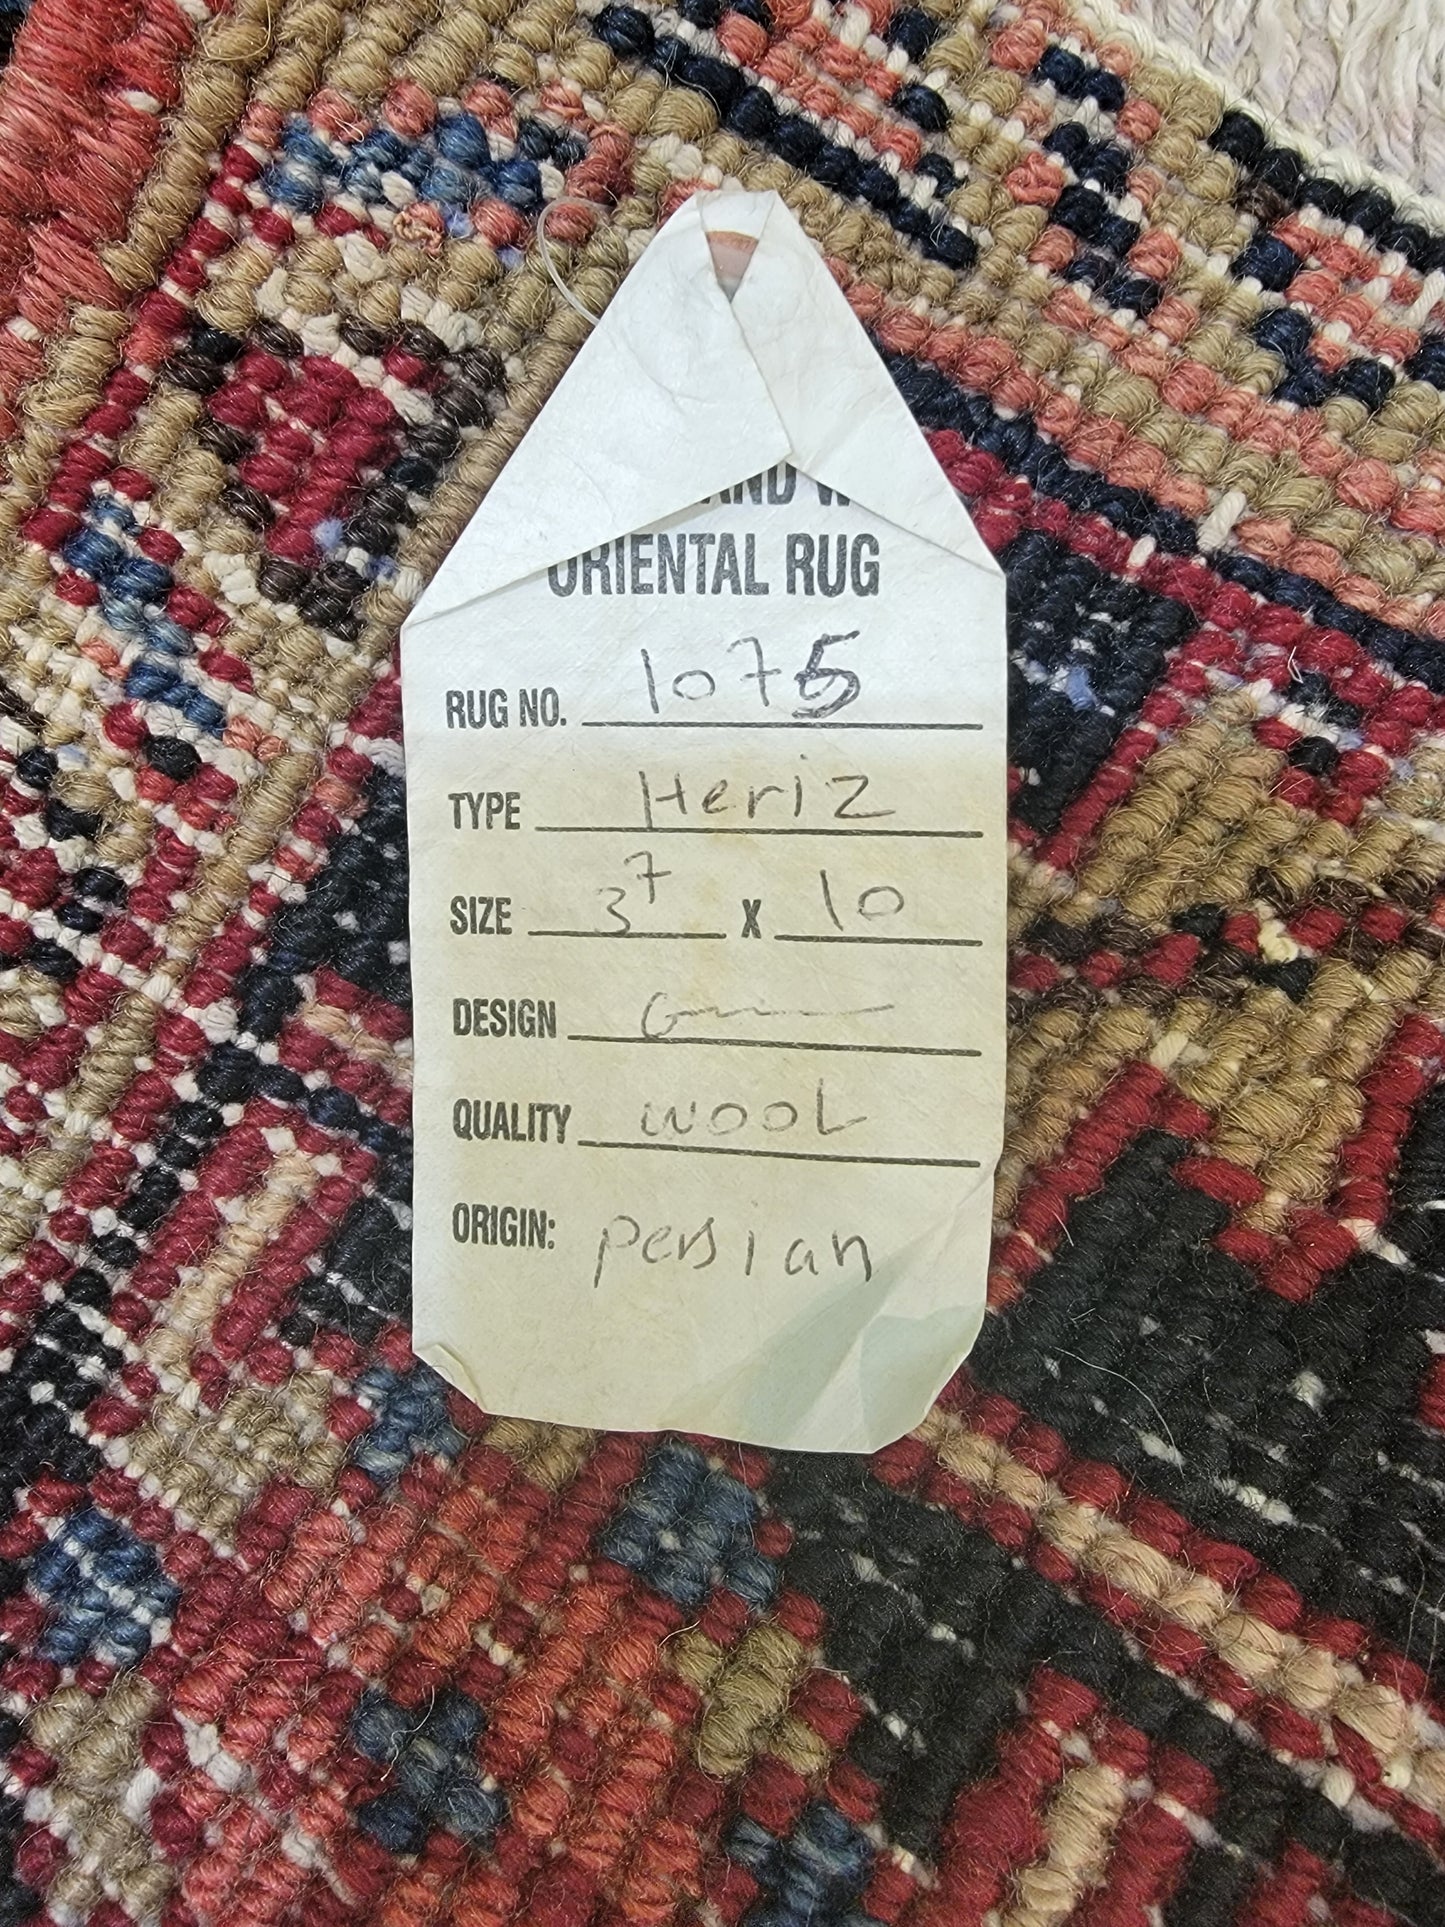 ORIENTAL RUG
RUG NO. 1075
TYPE Heriz
SIZE 3⁷ X 10
DESIGN
QUALITY WOOL
ORIGIN: persian